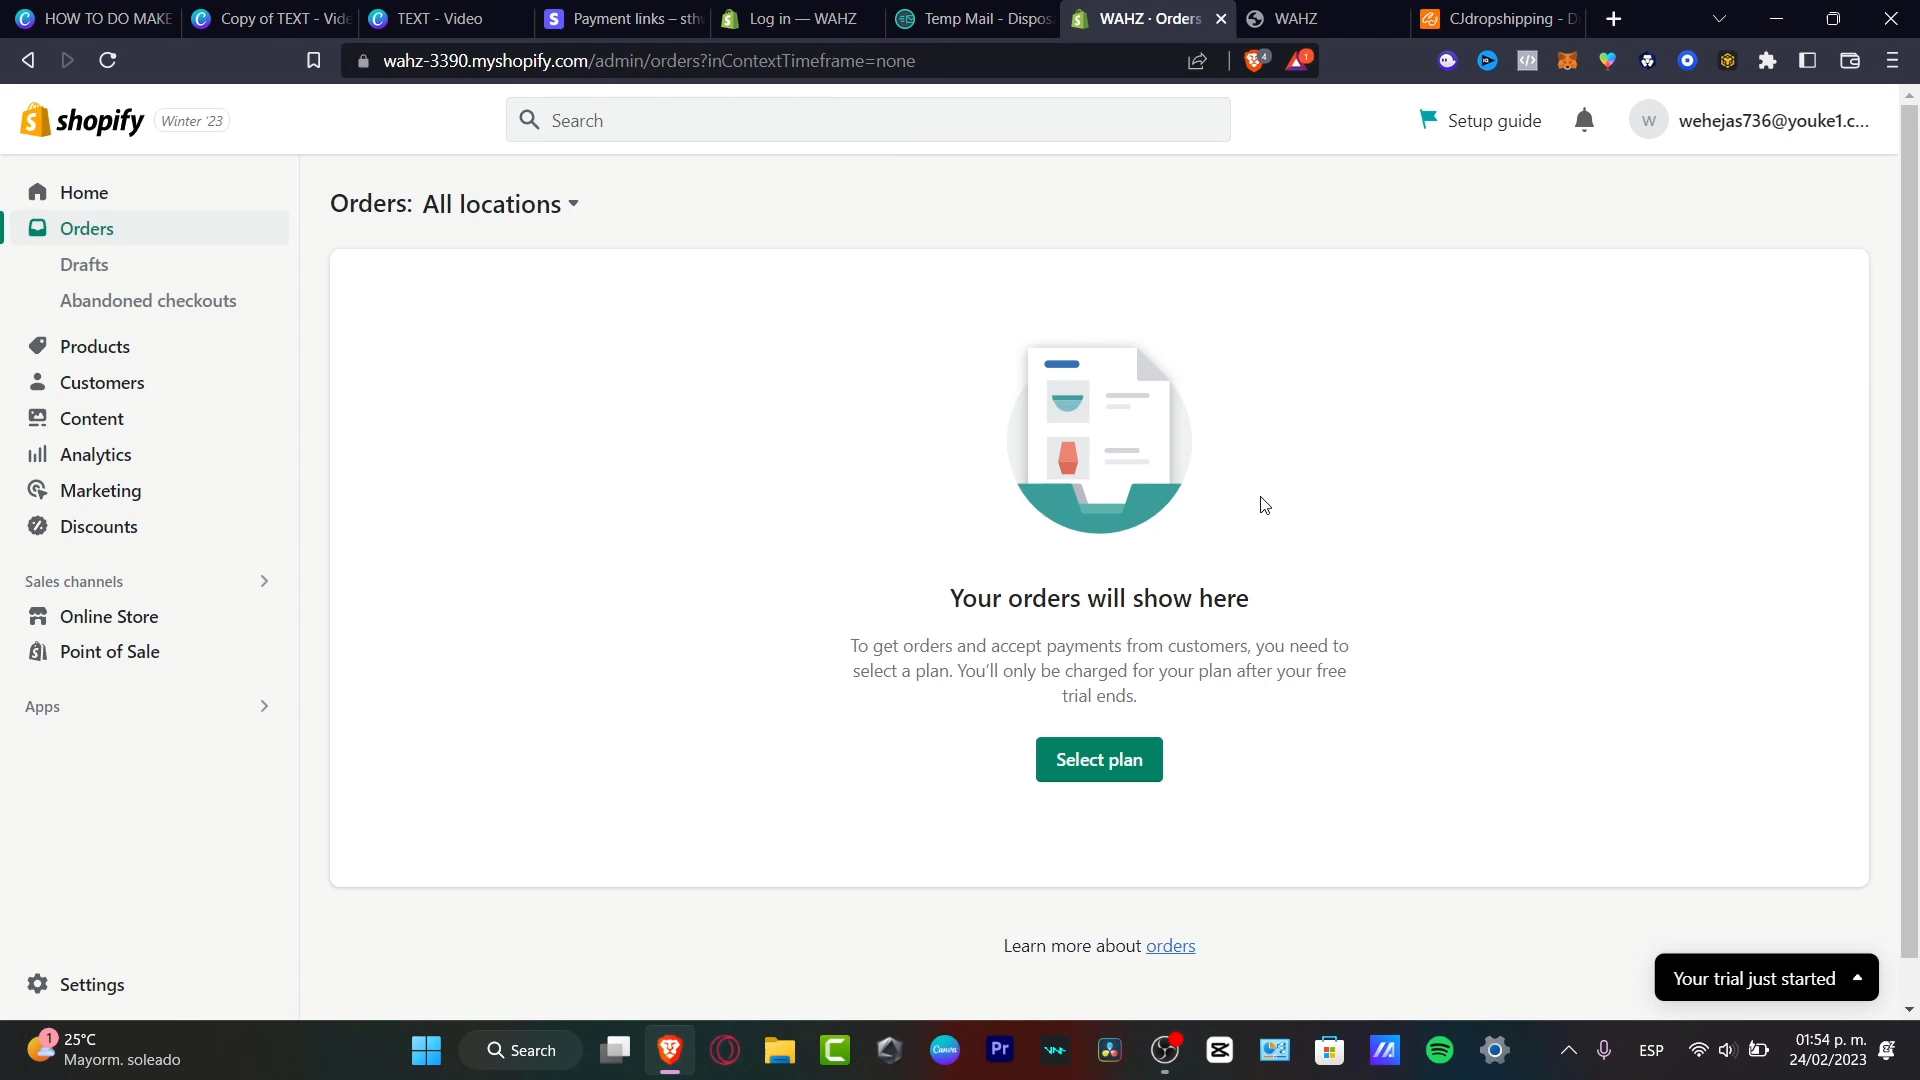 HOW TO DO MAKE
Copy of TEXT - Vide
TEXT - Video
Payment links – sth
Log in — WAHZ
Temp Mail - Dispos
WAHZ · Orders
WAHZ
CJdropshipping - D
wahz-3390.myshopify.com/admin/orders?inContextTimeframe=none
4
1
shopify
Winter '23
Search
Setup guide
W
wehejas736@youke1.c...
Home
Orders
Drafts
Abandoned checkouts
Products
Customers
Content
Analytics
Marketing
Discounts
Sales channels
Online Store
Point of Sale
Apps
Settings
Orders: All locations
Your orders will show here
To get orders and accept payments from customers, you need to
select a plan. You'll only be charged for your plan after your free
trial ends.
Select plan
Learn more about orders
Your trial just started
1
25°C
Mayorm. soleado
Search
Canva
Pr
ESP
01:54 p. m.
24/02/2023